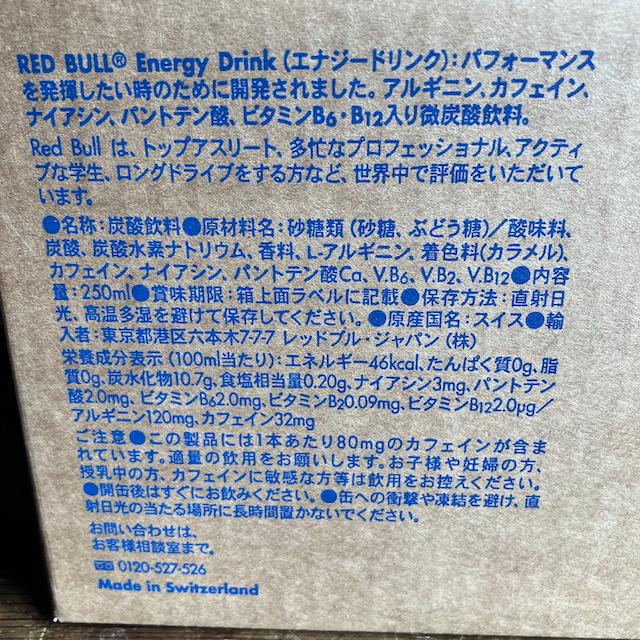 RED BULL® Energy Drink (エナジードリンク): パフォーマンス
を発揮したい時のために開発されました。アルギニン、カフェイン、
ナイアシン、パントテン酸、ビタミンB6・B12入り微炭酸飲料。
Red Bull は、トップアスリート、多忙なプロフェッショナル、アクティ
ブな学生、ロングドライブをする方など、世界中で評価をいただいて
います。
●名称:炭酸飲料●原材料名:砂糖類(砂糖、ぶどう糖)/酸味料、
炭酸、炭酸水素ナトリウム、香料、L-アルギニン、着色料(カラメル)、
カフェイン、ナイアシン、パントテン酸Ca、V.B6、V.B2、V.B12●内容
量:250ml●賞味期限:箱上面ラベルに記載●保存方法:直射日
光、高温多湿を避けて保存してください。●原産国名:スイス●輸
入者:東京都港区六本木7-7-7 レッドブル・ジャパン(株)
栄養成分表示(100ml当たり):エネルギー46kcal、たんぱく質0g、脂
質0g、炭水化物10.7g、食塩相当量0.20g、ナイアシン3mg、パントテン
酸2.0mg、ビタミンB62.0mg、ビタミンB20.09mg、ビタミンB122.0μg/
アルギニン120mg、カフェイン32mg
ご注意●この製品には1本あたり80mgのカフェインが含ま
れています。適量の飲用をお願いします。お子様や妊婦の方、
授乳中の方、カフェインに敏感な方等は飲用をお控えください。
●開缶後はすぐにお飲みください。●缶への衝撃や凍結を避け、直
射日光の当たる場所に長時間置かないでください。
お問い合わせは、
お客様相談室まで。
0120-527-526
Made in Switzerland